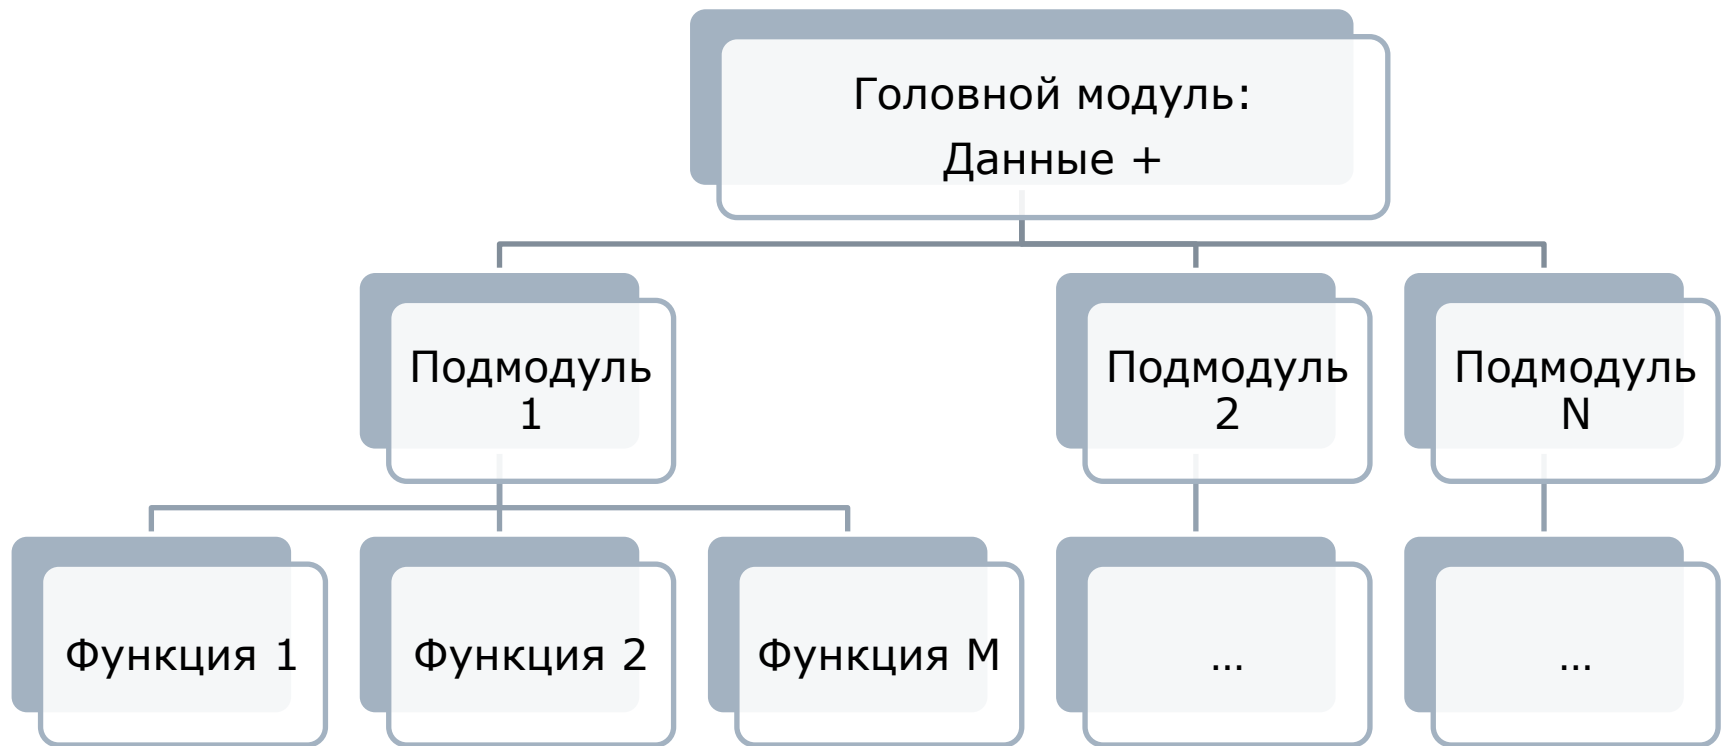 Головной модуль:
Данные +
Подмодуль
1
Подмодуль
2
Подмодуль
N
Функция 1
Функция 2
Функция M
...
...